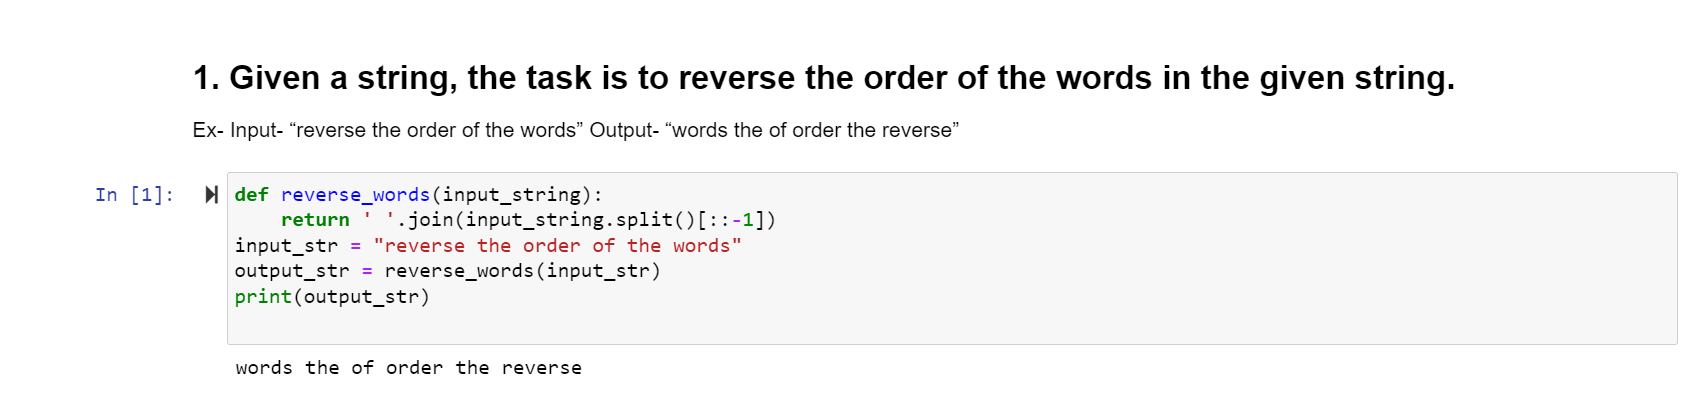 1. Given a string, the task is to reverse the order of the words in the given string.
Ex- Input- “reverse the order of the words” Output- “words the of order the reverse”
In [1]:
def reverse_words(input_string):
    return ' '.join(input_string.split()[::-1])
input_str = "reverse the order of the words"
output_str = reverse_words(input_str)
print(output_str)
words the of order the reverse